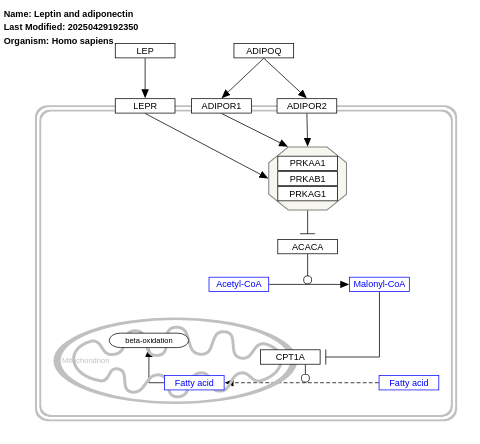 Name: Leptin and adiponectin
Last Modified: 20250429192350
Organism: Homo sapiens
LEP
ADIPOQ
LEPR
ADIPOR1
ADIPOR2
PRKAA1
PRKAB1
PRKAG1
ACACA
Acetyl-CoA
Malonyl-CoA
beta-oxidation
Mitochondrion
CPT1A
Fatty acid
Fatty acid